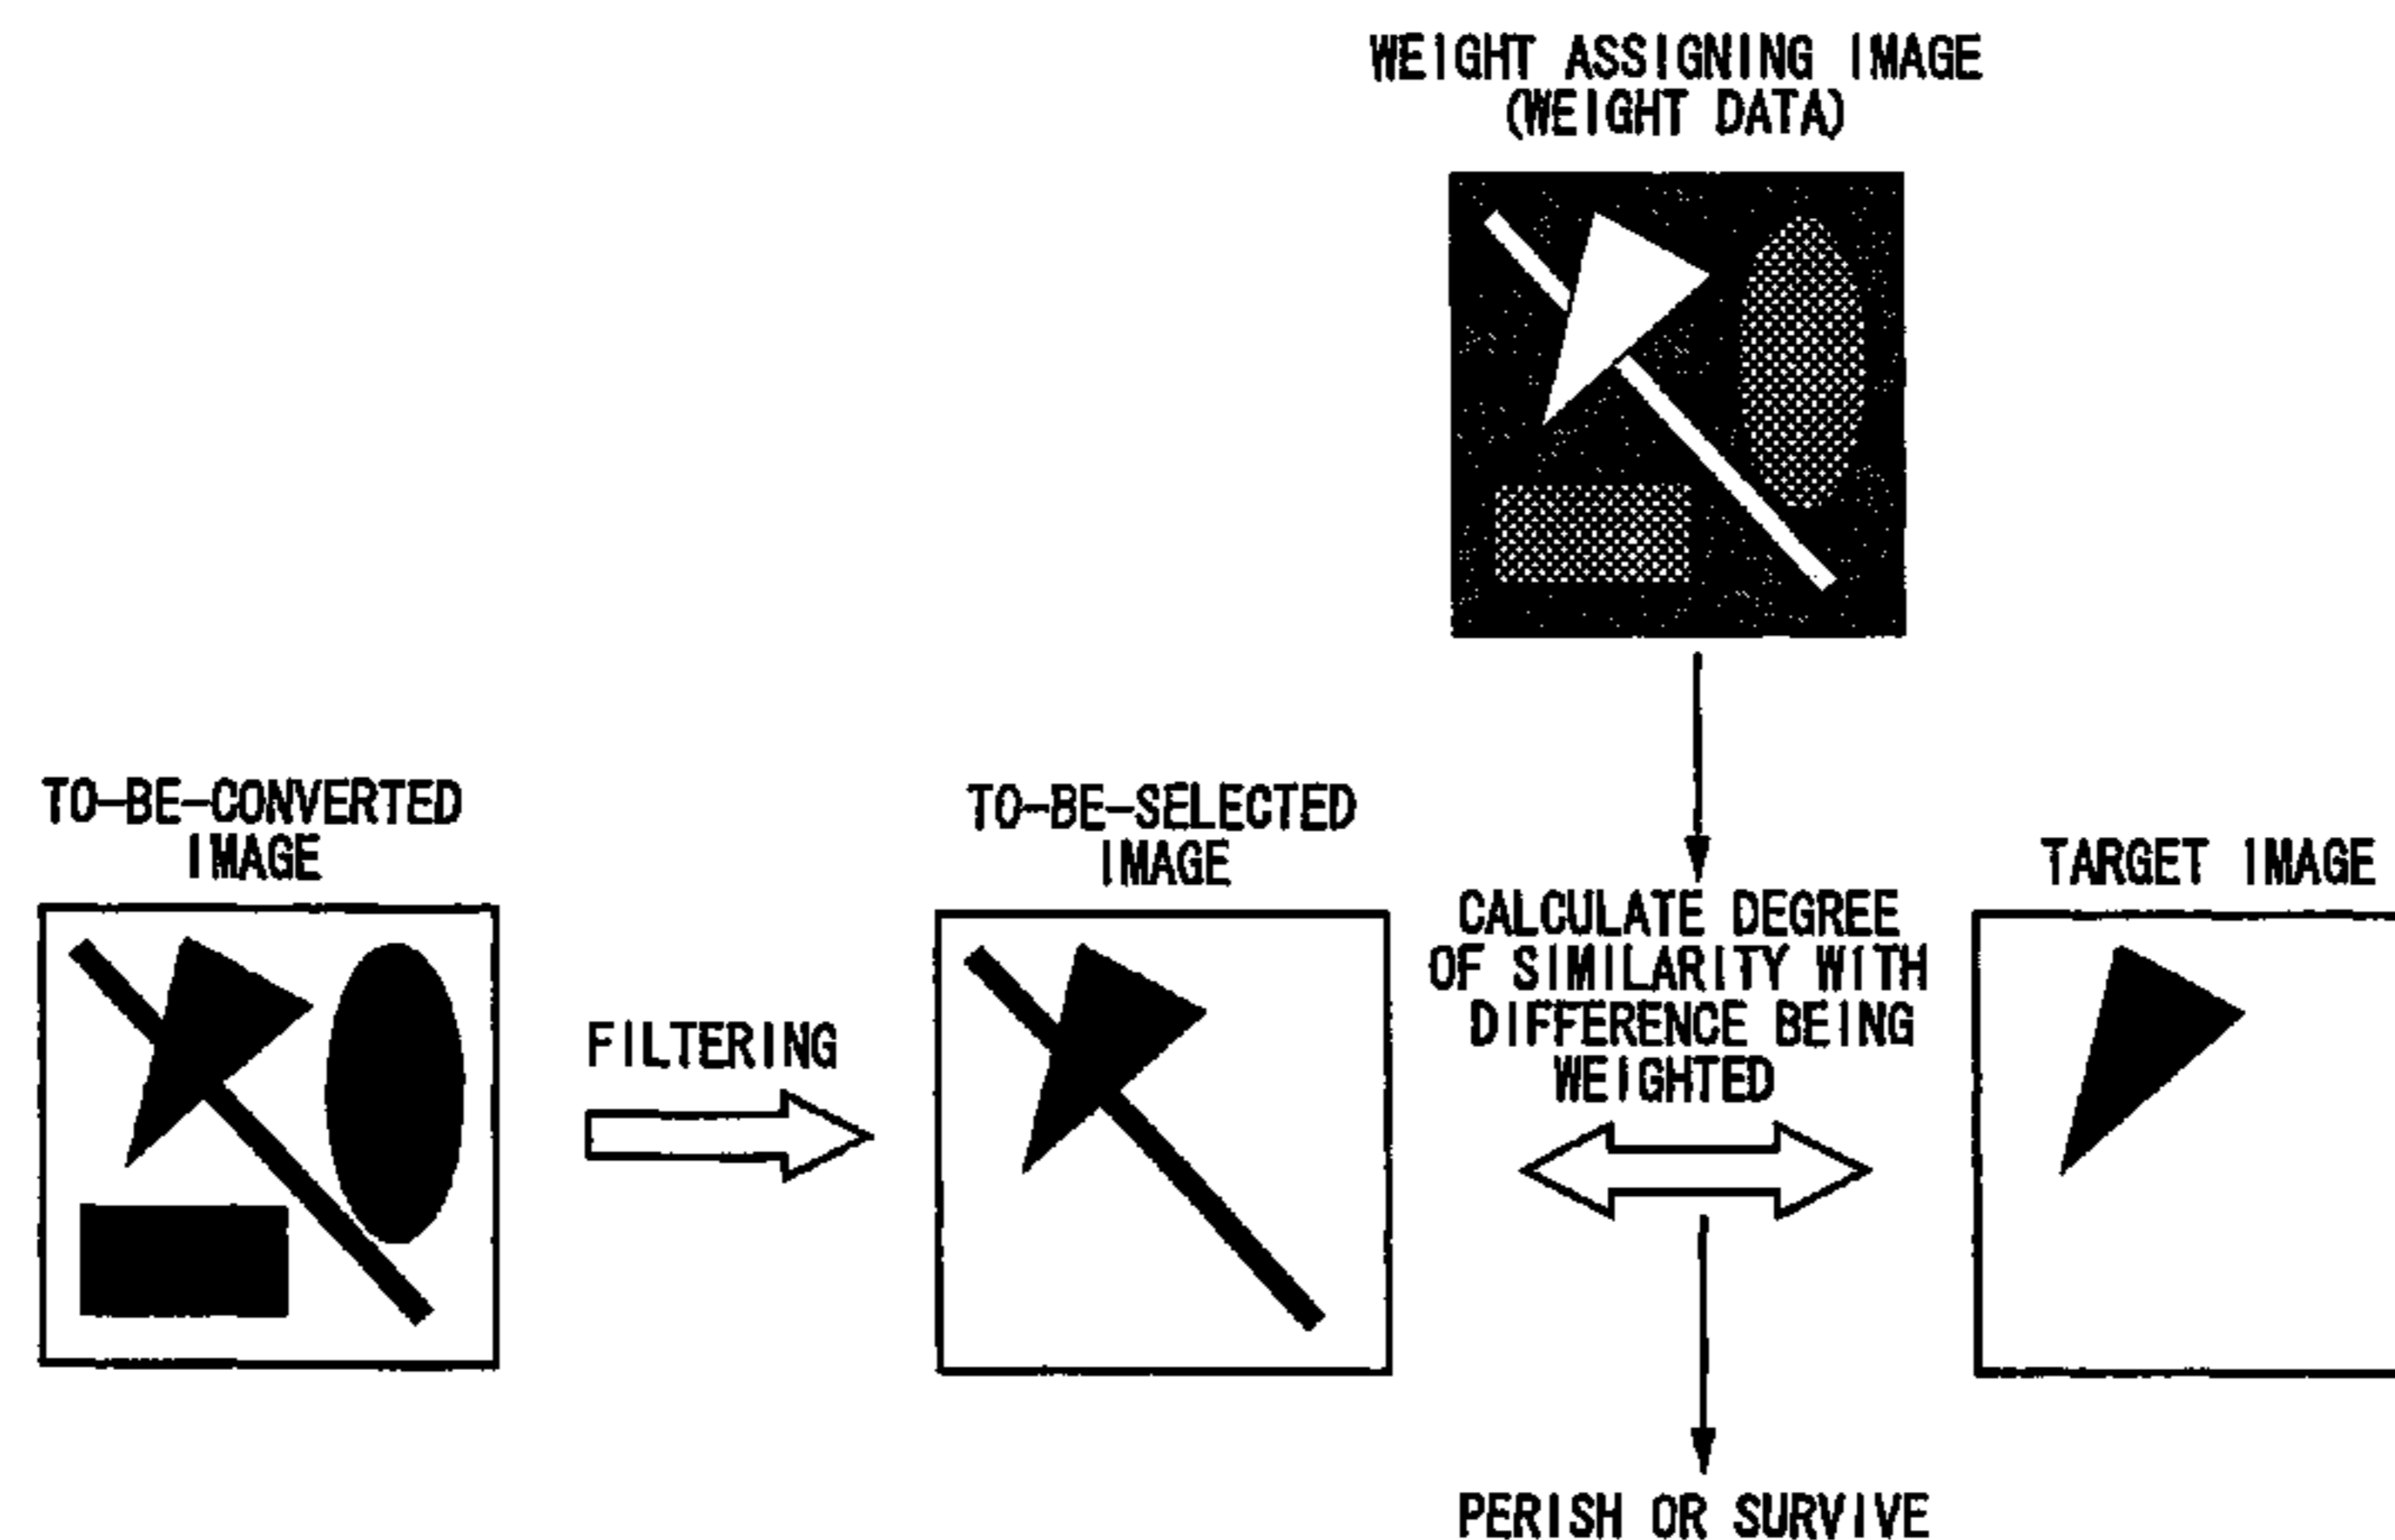 WEIGHT ASSIGNING IMAGE
(WEIGHT DATA)
TO-BE-CONVERTED
IMAGE
FILTERING
TO-BE-SELECTED
IMAGE
CALCULATE DEGREE
OF SIMILARITY WITH
DIFFERENCE BEING
WEIGHTED
TARGET IMAGE
PERISH OR SURVIVE